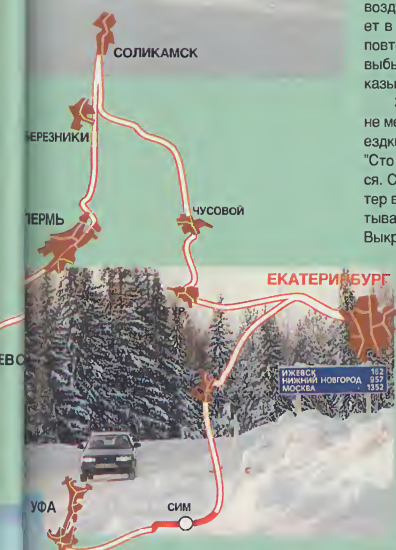 возд
ет в
повт
выбы
казы
не ме
ездк
"Сто
ся. С
тер в
тыва
Выкр
СОЛИКАМСК
БЕРЕЗНИКИ
ЧУСОВОЙ
ПЕРМЬ
ЕКАТЕРИНБУРГ
ЕВО
ИЖЕВСК 162
НИЖНИЙ НОВГОРОД 957
МОСКВА 1352
УФА
СИМ